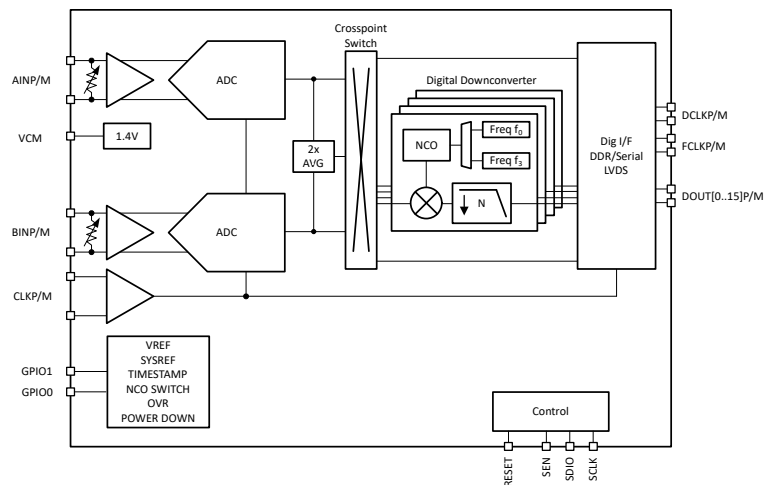 Crosspoint
Switch
AINP/M
ADC
Digital Downconverter
VCM
1.4V
2x
AVG
NCO
Freq f0
Freq f3
Dig I/F
DDR/Serial
LVDS
DCLKP/M
FCLKP/M
DOUT[0..15]P/M
N
BINP/M
ADC
CLKP/M
GPIO1
GPIO0
VREF
SYSREF
TIMESTAMP
NCO SWITCH
OVR
POWER DOWN
Control
RESET
SEN
SDIO
SCLK